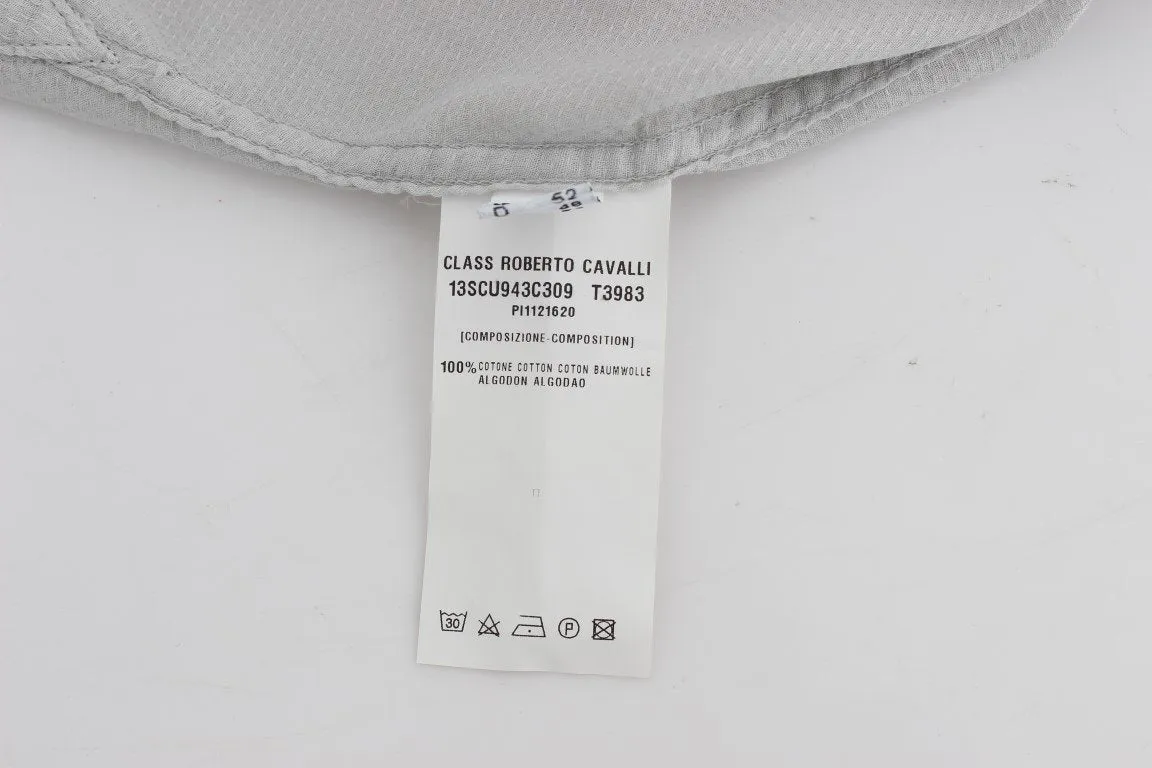 52
CLASS ROBERTO CAVALLI
13SCU943C309 T3983
PI1121620
[COMPOSIZIONE-COMPOSITION]
100% COTONE COTTON COTON BAUMWOLLE
ALGODON ALGODAO
30 P